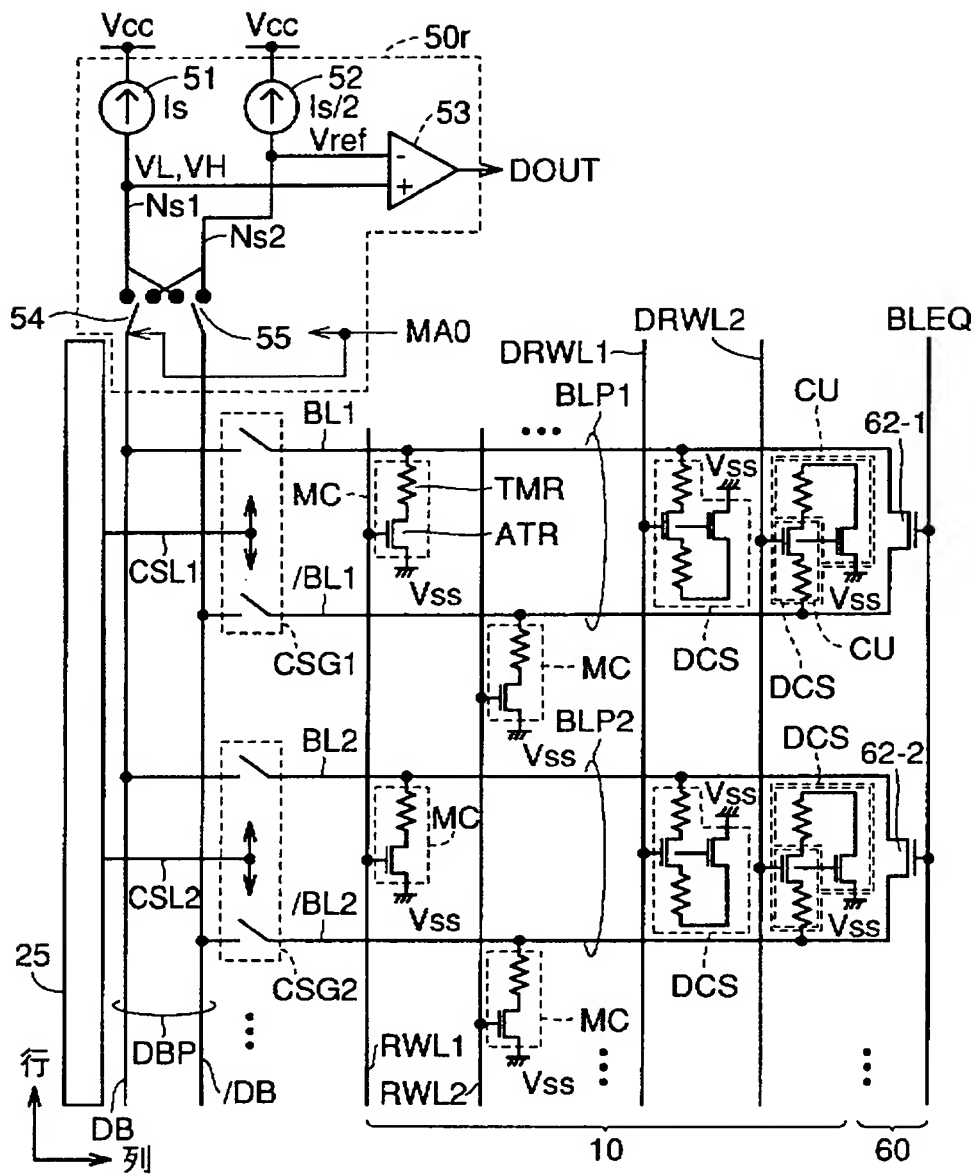 Vcc Vcc 50r
51 52
Is Is/2 53
Vref
VL,VH - +
DOUT
Ns1
Ns2
54 55 MA0 DRWL2 BLEQ
DRWL1
BL1 ••• BLP1 CU 62-1
MC TMR Vss
ATR
CSL1 /BL1 Vss Vss
CSG1 MC DCS DCS CU
BL2 BLP2 DCS 62-2
Vss Vss
MC
CSL2 /BL2 Vss Vss
25 CSG2 DCS
MC
DBP RWL1
/DB RWL2 Vss
行
DB 列 10 60